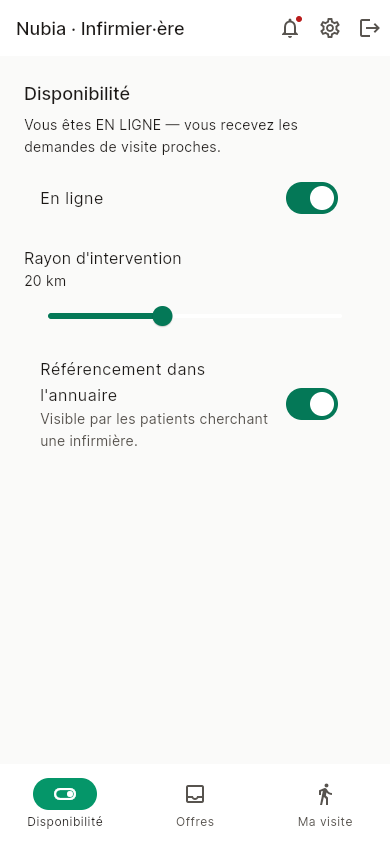 Nubia · Infirmier·ère
Disponibilité
Vous êtes EN LIGNE — vous recevez les
demandes de visite proches.
En ligne
Rayon d'intervention
20 km
Référencement dans
l'annuaire
Visible par les patients cherchant
une infirmière.
Disponibilité
Offres
Ma visite